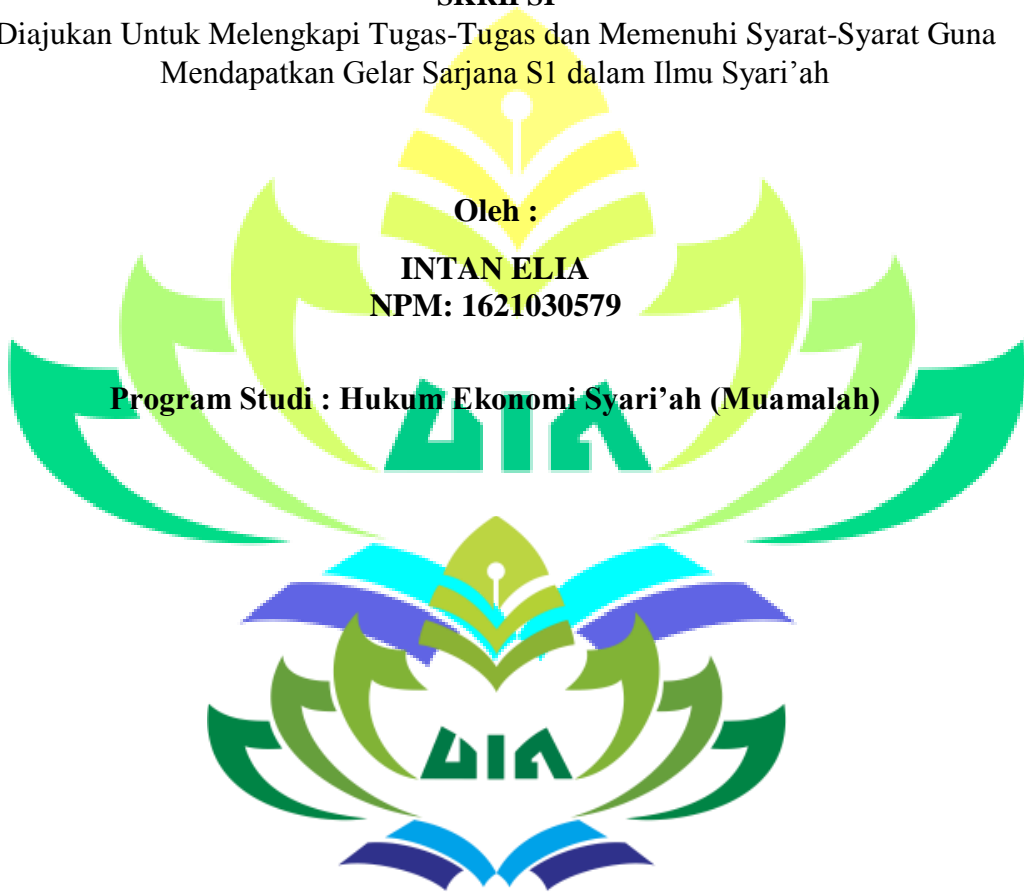 SKRIPSI
Diajukan Untuk Melengkapi Tugas-Tugas dan Memenuhi Syarat-Syarat Guna
Mendapatkan Gelar Sarjana S1 dalam Ilmu Syari’ah
Oleh :
INTAN ELIA
NPM: 1621030579
Program Studi : Hukum Ekonomi Syari’ah (Muamalah)